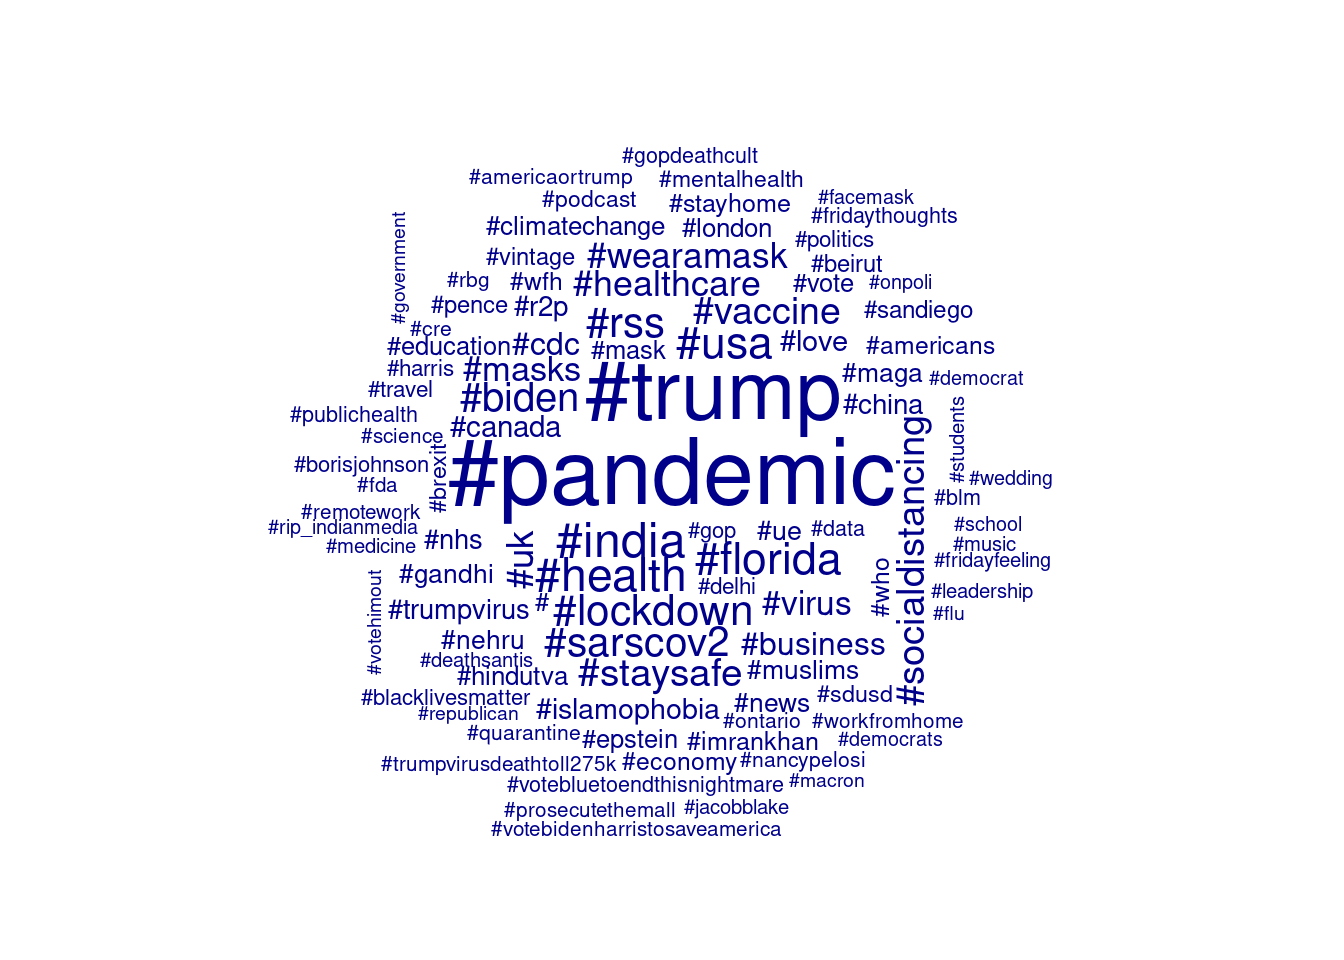 #gopdeathcult
#americaortrump
#mentalhealth
#podcast
#stayhome
#facemask
#fridaythoughts
#climatechange
#london
#politics
#government
#vintage
#wearamask
#beirut
#rbg
#wfh
#healthcare
#vote
#onpoli
#pence
#r2p
#rss
#vaccine
#sandiego
#cre
#education
#cdc
#mask
#usa
#love
#americans
#harris
#masks
#trump
#maga
#democrat
#travel
#biden
#china
#publichealth
#canada
#science
#students
#borisjohnson
#brexit
#pandemic
#socialdistancing
#fda
#wedding
#blm
#remotework
#rip_indianmedia
#medicine
#nhs
#uk
#india
#gop
#ue
#data
#school
#music
#florida
#fridayfeeling
#gandhi
#health
#delhi
#who
#leadership
#votehimout
#trumpvirus
#
#lockdown
#virus
#flu
#nehru
#sarscov2
#business
#deathsantis
#hindutva
#staysafe
#muslims
#blacklivesmatter
#republican
#islamophobia
#news
#sdusd
#ontario
#workfromhome
#quarantine
#epstein
#imrankhan
#democrats
#trumpvirusdeathtoll275k
#economy
#nancypelosi
#votebluetoendthisnightmare
#macron
#prosecutethemall
#jacobblake
#votebidenharristosaveamerica